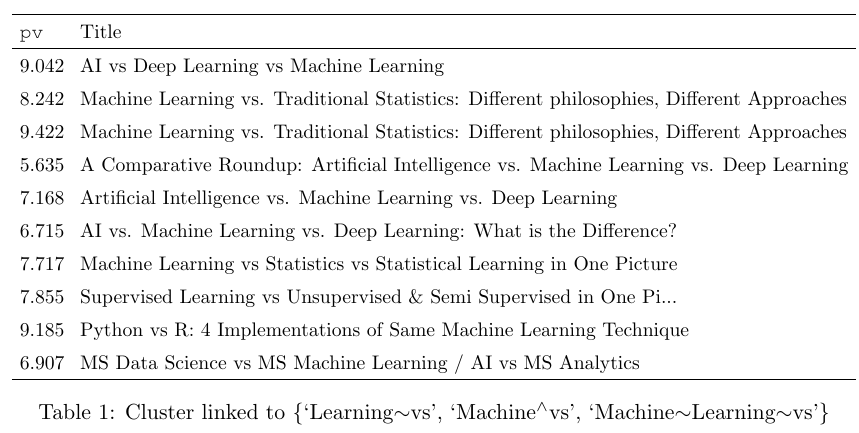 pv Title
9.042 AI vs Deep Learning vs Machine Learning
8.242 Machine Learning vs. Traditional Statistics: Different philosophies, Different Approaches
9.422 Machine Learning vs. Traditional Statistics: Different philosophies, Different Approaches
5.635 A Comparative Roundup: Artificial Intelligence vs. Machine Learning vs. Deep Learning
7.168 Artificial Intelligence vs. Machine Learning vs. Deep Learning
6.715 AI vs. Machine Learning vs. Deep Learning: What is the Difference?
7.717 Machine Learning vs Statistics vs Statistical Learning in One Picture
7.855 Supervised Learning vs Unsupervised & Semi Supervised in One Pi...
9.185 Python vs R: 4 Implementations of Same Machine Learning Technique
6.907 MS Data Science vs MS Machine Learning / AI vs MS Analytics
Table 1: Cluster linked to {‘Learning∼vs’, ‘Machine^vs’, ‘Machine∼Learning∼vs’}